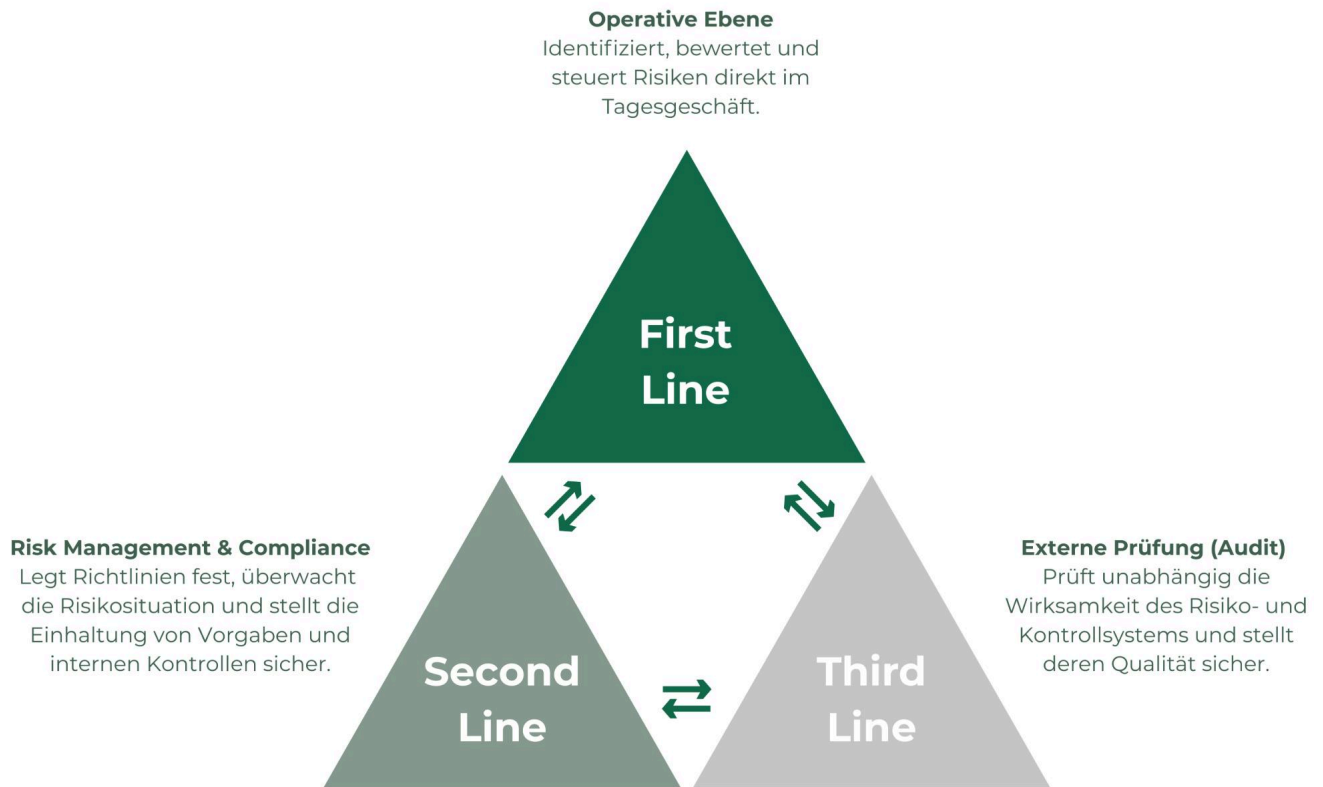 Operative Ebene
Identifiziert, bewertet und
steuert Risiken direkt im
Tagesgeschäft.
First
Line
Risk Management & Compliance
Legt Richtlinien fest, überwacht
die Risikosituation und stellt die
Einhaltung von Vorgaben und
internen Kontrollen sicher.
Second
Line
Third
Line
Externe Prüfung (Audit)
Prüft unabhängig die
Wirksamkeit des Risiko- und
Kontrollsystems und stellt
deren Qualität sicher.